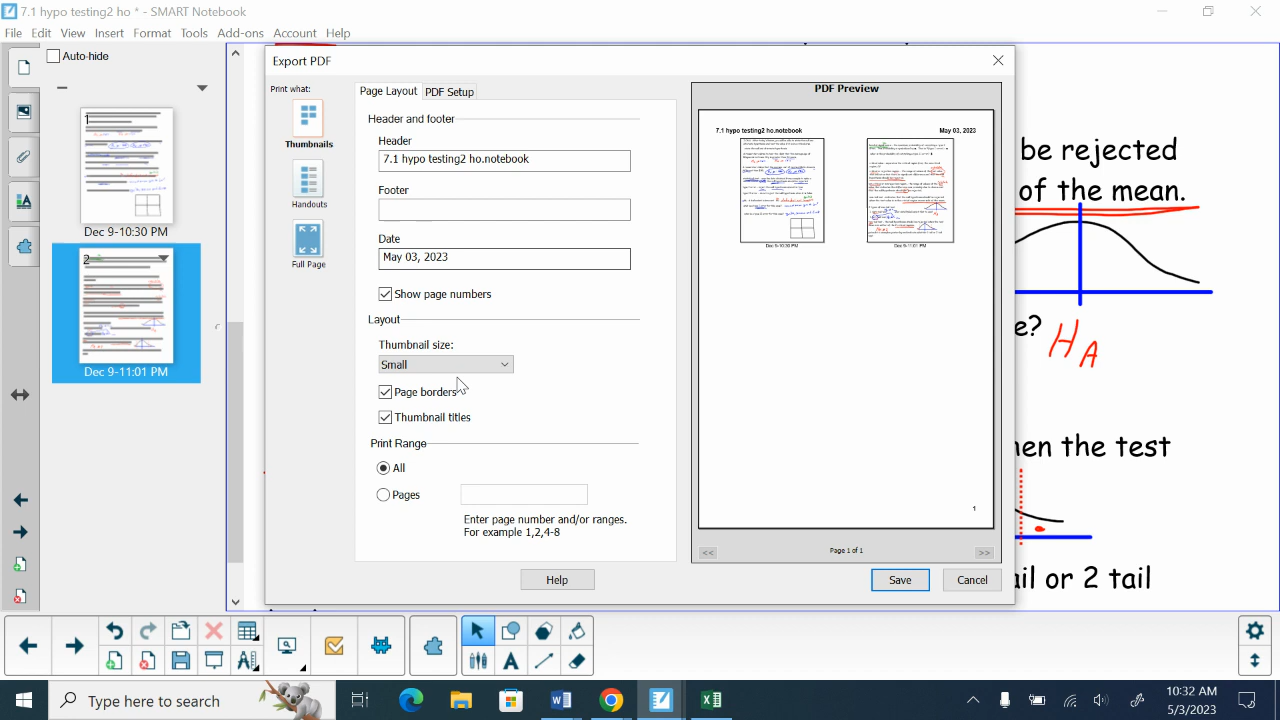 7.1 hypo testing2 ho * - SMART Notebook
File Edit View Insert Format Tools Add-ons Account Help
Auto-hide
1
Dec 9-10:30 PM
2
Dec 9-11:01 PM
Export PDF
Print what:
Thumbnails
Handouts
Full Page
Page Layout
PDF Setup
Header and footer
Header
7.1 hypo testing2 ho.notebook
Footer
Date
May 03, 2023
Show page numbers
Layout
Thumbnail size:
Small
Page borders
Thumbnail titles
Print Range
All
Pages
Enter page number and/or ranges.
For example 1,2,4-8
Help
PDF Preview
7.1 hypo testing2 ho.notebook May 03, 2023
Dec 9-10:30 PM Dec 9-11:01 PM
1
<< Page 1 of 1 >>
Save
Cancel
be rejected
of the mean.
e? HA
hen the test
ail or 2 tail
Type here to search
10:32 AM
5/3/2023